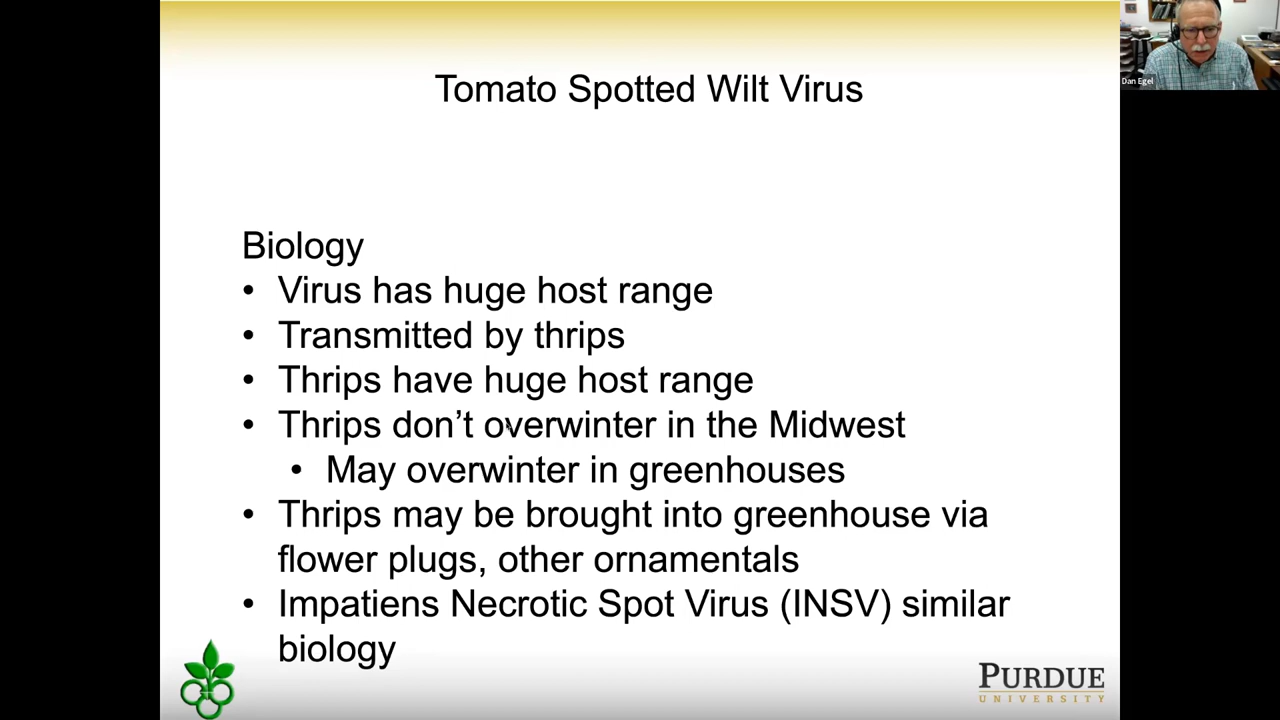 Dan Egel
Tomato Spotted Wilt Virus
Biology
• Virus has huge host range
• Transmitted by thrips
• Thrips have huge host range
• Thrips don’t overwinter in the Midwest
• May overwinter in greenhouses
• Thrips may be brought into greenhouse via
flower plugs, other ornamentals
• Impatiens Necrotic Spot Virus (INSV) similar
biology
PURDUE
UNIVERSITY